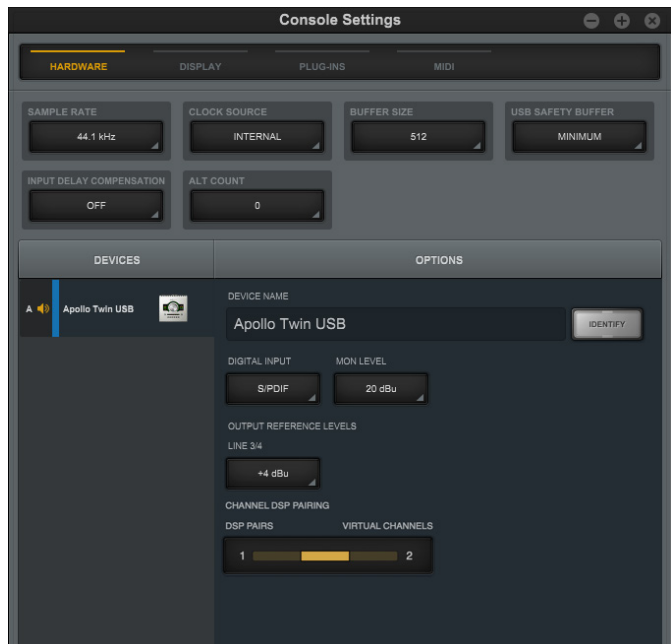 Console Settings
HARDWARE DISPLAY PLUG-INS MIDI
SAMPLE RATE CLOCK SOURCE BUFFER SIZE USB SAFETY BUFFER
44.1 kHz INTERNAL 512 MINIMUM
INPUT DELAY COMPENSATION ALT COUNT
OFF 0
DEVICES OPTIONS
A Apollo Twin USB
DEVICE NAME
Apollo Twin USB IDENTIFY
DIGITAL INPUT MON LEVEL
S/PDIF 20 dBu
OUTPUT REFERENCE LEVELS
LINE 3/4
+4 dBu
CHANNEL DSP PAIRING
DSP PAIRS VIRTUAL CHANNELS
1 2